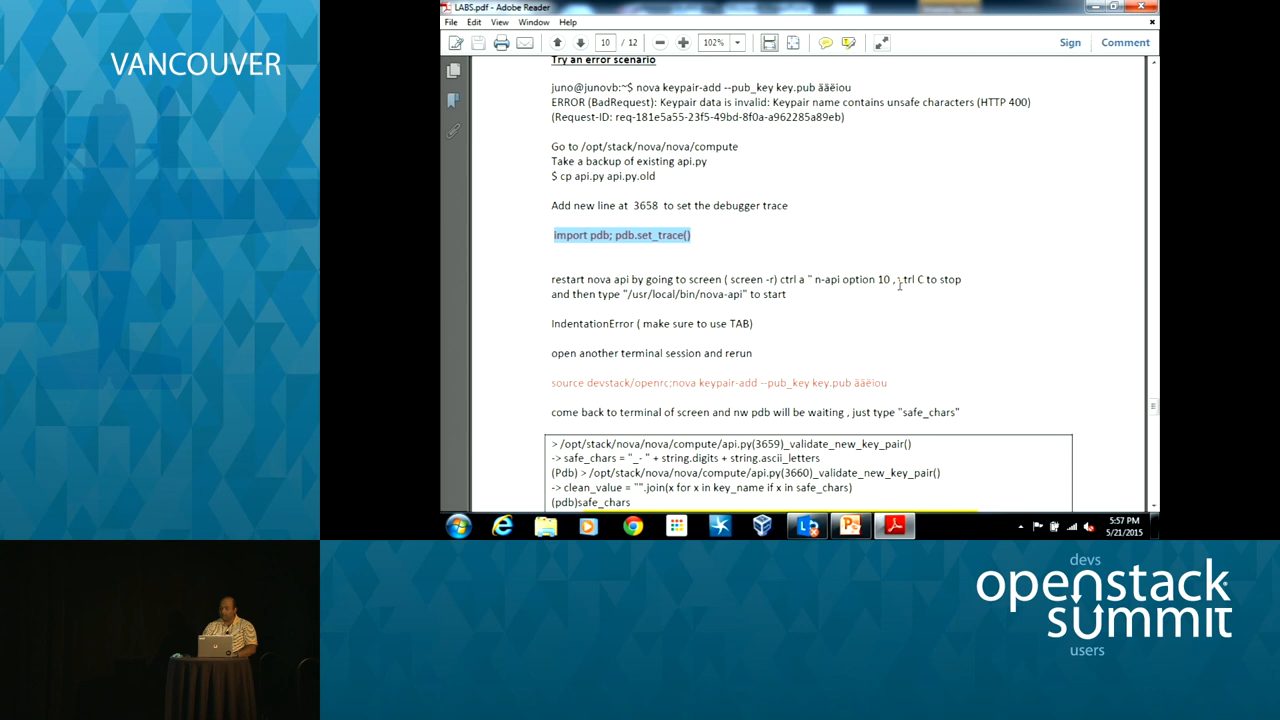 VANCOUVER
LABS.pdf - Adobe Reader
File Edit View Window Help
10 / 12 102% Sign Comment
Try an error scenario
juno@junovb:~$ nova keypair-add --pub_key key.pub äåëïou
ERROR (BadRequest): Keypair data is invalid: Keypair name contains unsafe characters (HTTP 400)
(Request-ID: req-181e5a55-23f5-49bd-8f0a-a962285a89eb)
Go to /opt/stack/nova/nova/compute
Take a backup of existing api.py
$ cp api.py api.py.old
Add new line at 3658 to set the debugger trace
import pdb; pdb.set_trace()
restart nova api by going to screen ( screen -r) ctrl a " n-api option 10 , ctrl C to stop
and then type "/usr/local/bin/nova-api" to start
IndentationError ( make sure to use TAB)
open another terminal session and rerun
source devstack/openrc;nova keypair-add --pub_key key.pub äåëïou
come back to terminal of screen and nw pdb will be waiting , just type "safe_chars"
> /opt/stack/nova/nova/compute/api.py(3659)_validate_new_key_pair()
-> safe_chars = "_- " + string.digits + string.ascii_letters
(Pdb) > /opt/stack/nova/nova/compute/api.py(3660)_validate_new_key_pair()
-> clean_value = "".join(x for x in key_name if x in safe_chars)
(pdb)safe_chars
5:57 PM
5/21/2015
devs
openstack
summit
users